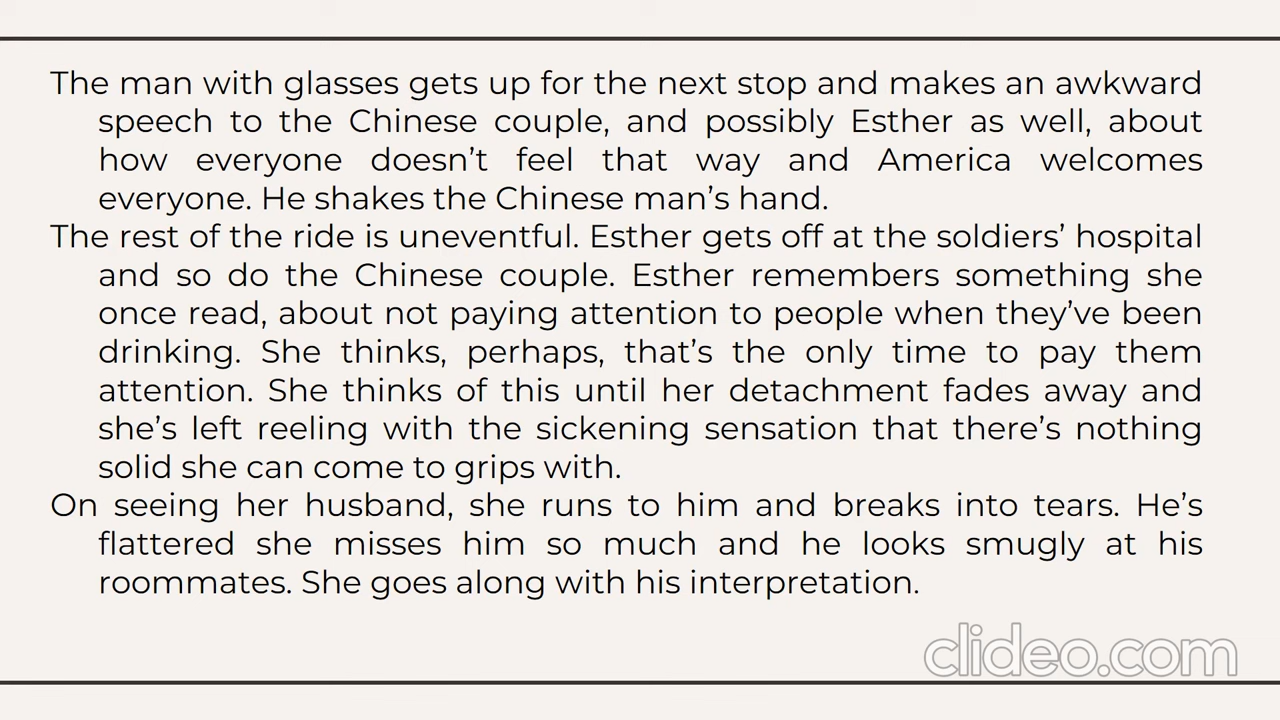 The man with glasses gets up for the next stop and makes an awkward
speech to the Chinese couple, and possibly Esther as well, about
how everyone doesn’t feel that way and America welcomes
everyone. He shakes the Chinese man’s hand.
The rest of the ride is uneventful. Esther gets off at the soldiers’ hospital
and so do the Chinese couple. Esther remembers something she
once read, about not paying attention to people when they’ve been
drinking. She thinks, perhaps, that’s the only time to pay them
attention. She thinks of this until her detachment fades away and
she’s left reeling with the sickening sensation that there’s nothing
solid she can come to grips with.
On seeing her husband, she runs to him and breaks into tears. He’s
flattered she misses him so much and he looks smugly at his
roommates. She goes along with his interpretation.
clideo.com